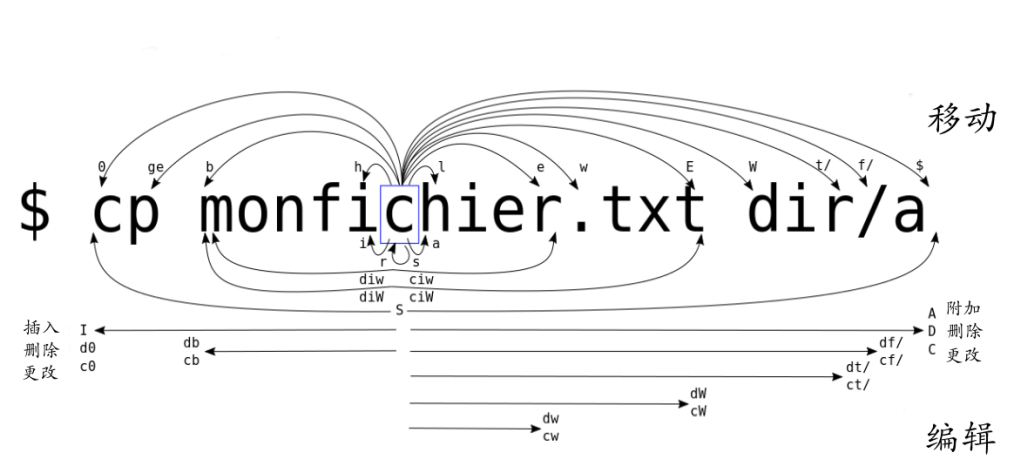 移动
0 ge b h l e w E W t/ f/ $
$ cp monfichier.txt dir/a
i r s a
diw ciw
diW ciW
S
插入 I A 附加
删除 d0 db df/ D 删除
更改 c0 cb cf/ C 更改
dt/
ct/
dW
cW
dw
cw
编辑